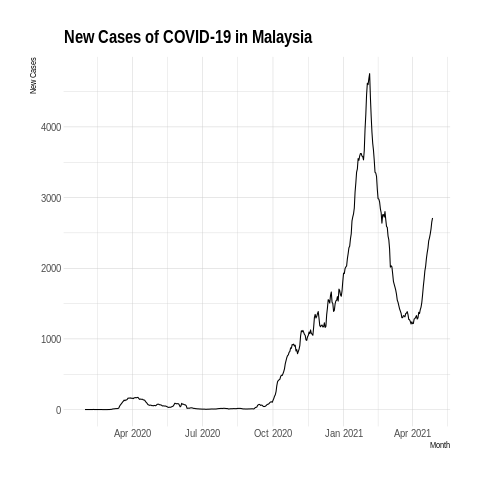 New Cases of COVID-19 in Malaysia
New Cases
4000
3000
2000
1000
0
Apr 2020 Jul 2020 Oct 2020 Jan 2021 Apr 2021
Month